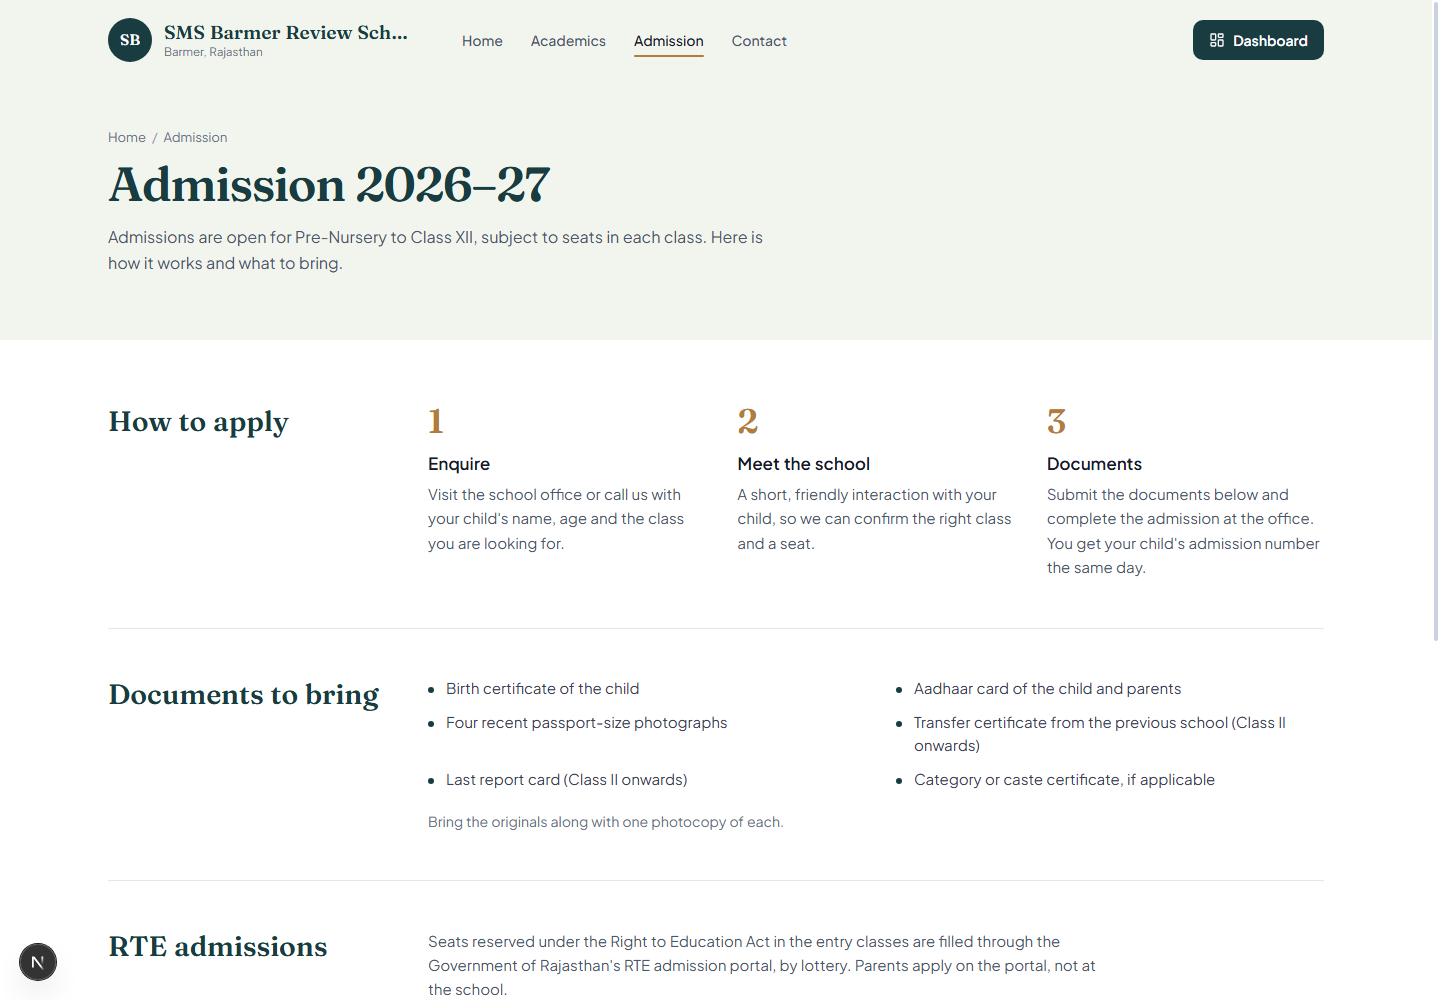 SB
SMS Barmer Review Sch...
Barmer, Rajasthan
Home
Academics
Admission
Contact
Dashboard
Home / Admission
Admission 2026–27
Admissions are open for Pre-Nursery to Class XII, subject to seats in each class. Here is
how it works and what to bring.
How to apply
1
Enquire
Visit the school office or call us with
your child's name, age and the class
you are looking for.
2
Meet the school
A short, friendly interaction with your
child, so we can confirm the right class
and a seat.
3
Documents
Submit the documents below and
complete the admission at the office.
You get your child's admission number
the same day.
Documents to bring
Birth certificate of the child
Aadhaar card of the child and parents
Four recent passport-size photographs
Transfer certificate from the previous school (Class II
onwards)
Last report card (Class II onwards)
Category or caste certificate, if applicable
Bring the originals along with one photocopy of each.
RTE admissions
Seats reserved under the Right to Education Act in the entry classes are filled through the
Government of Rajasthan's RTE admission portal, by lottery. Parents apply on the portal, not at
the school.
N